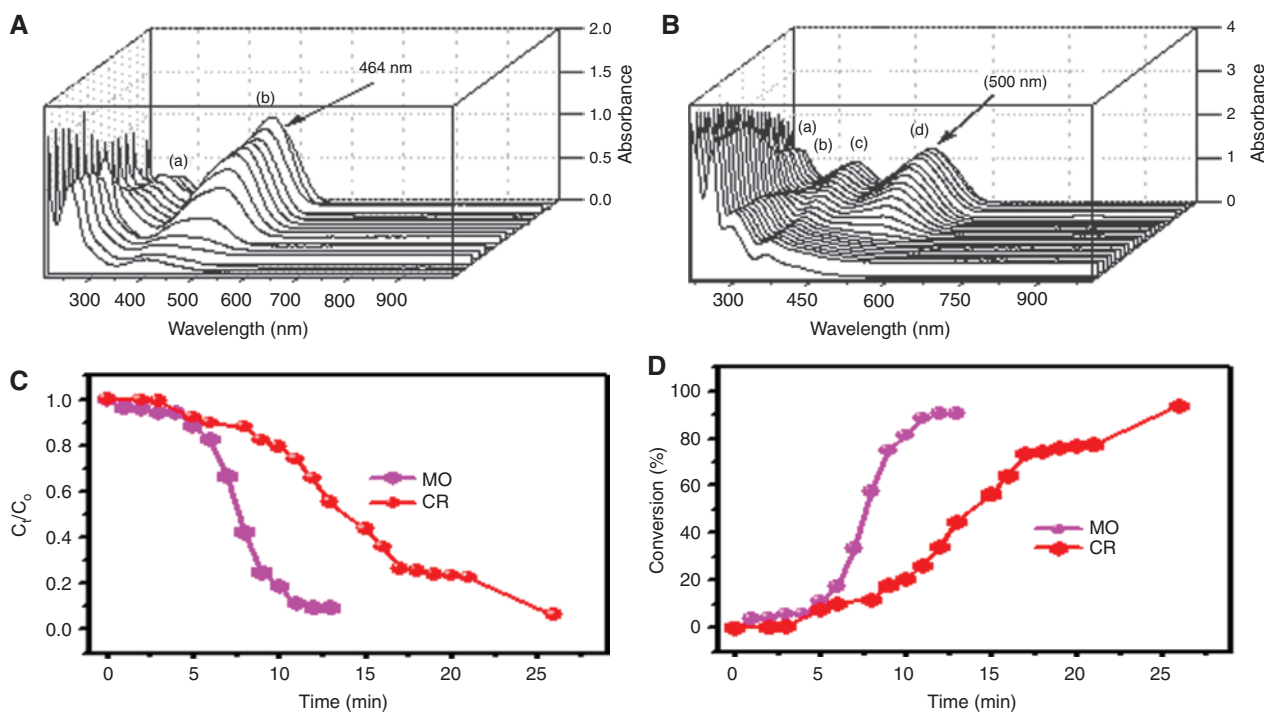 A
464 nm
(b)
(a)
2.0
1.5
1.0
0.5
0.0
Absorbance
300 400 500 600 700 800 900
Wavelength (nm)
B
(500 nm)
(a)
(b)
(c)
(d)
4
3
2
1
0
Absorbance
300 450 600 750 900
Wavelength (nm)
C
1.0
0.8
0.6
0.4
0.2
0.0
Ct/Co
MO
CR
0 5 10 15 20 25
Time (min)
D
100
80
60
40
20
0
Conversion (%)
MO
CR
0 5 10 15 20 25
Time (min)